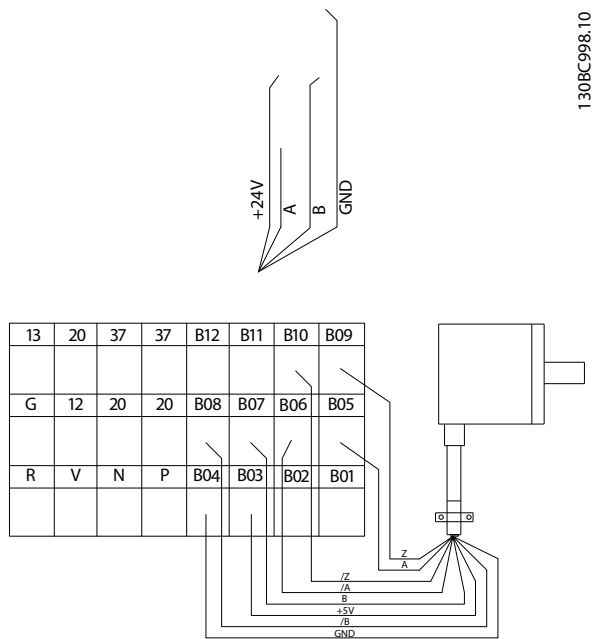 130BC998.10
+24V
A
B
GND
13 20 37 37 B12 B11 B10 B09
G 12 20 20 B08 B07 B06 B05
R V N P B04 B03 B02 B01
Z
A
/Z
/A
B
+5V
/B
GND